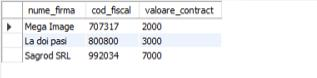 nume_firma cod_fiscal valoare_contract
Mega Image 707317 2000
La doi pasi 800800 3000
Sagrod SRL 992034 7000